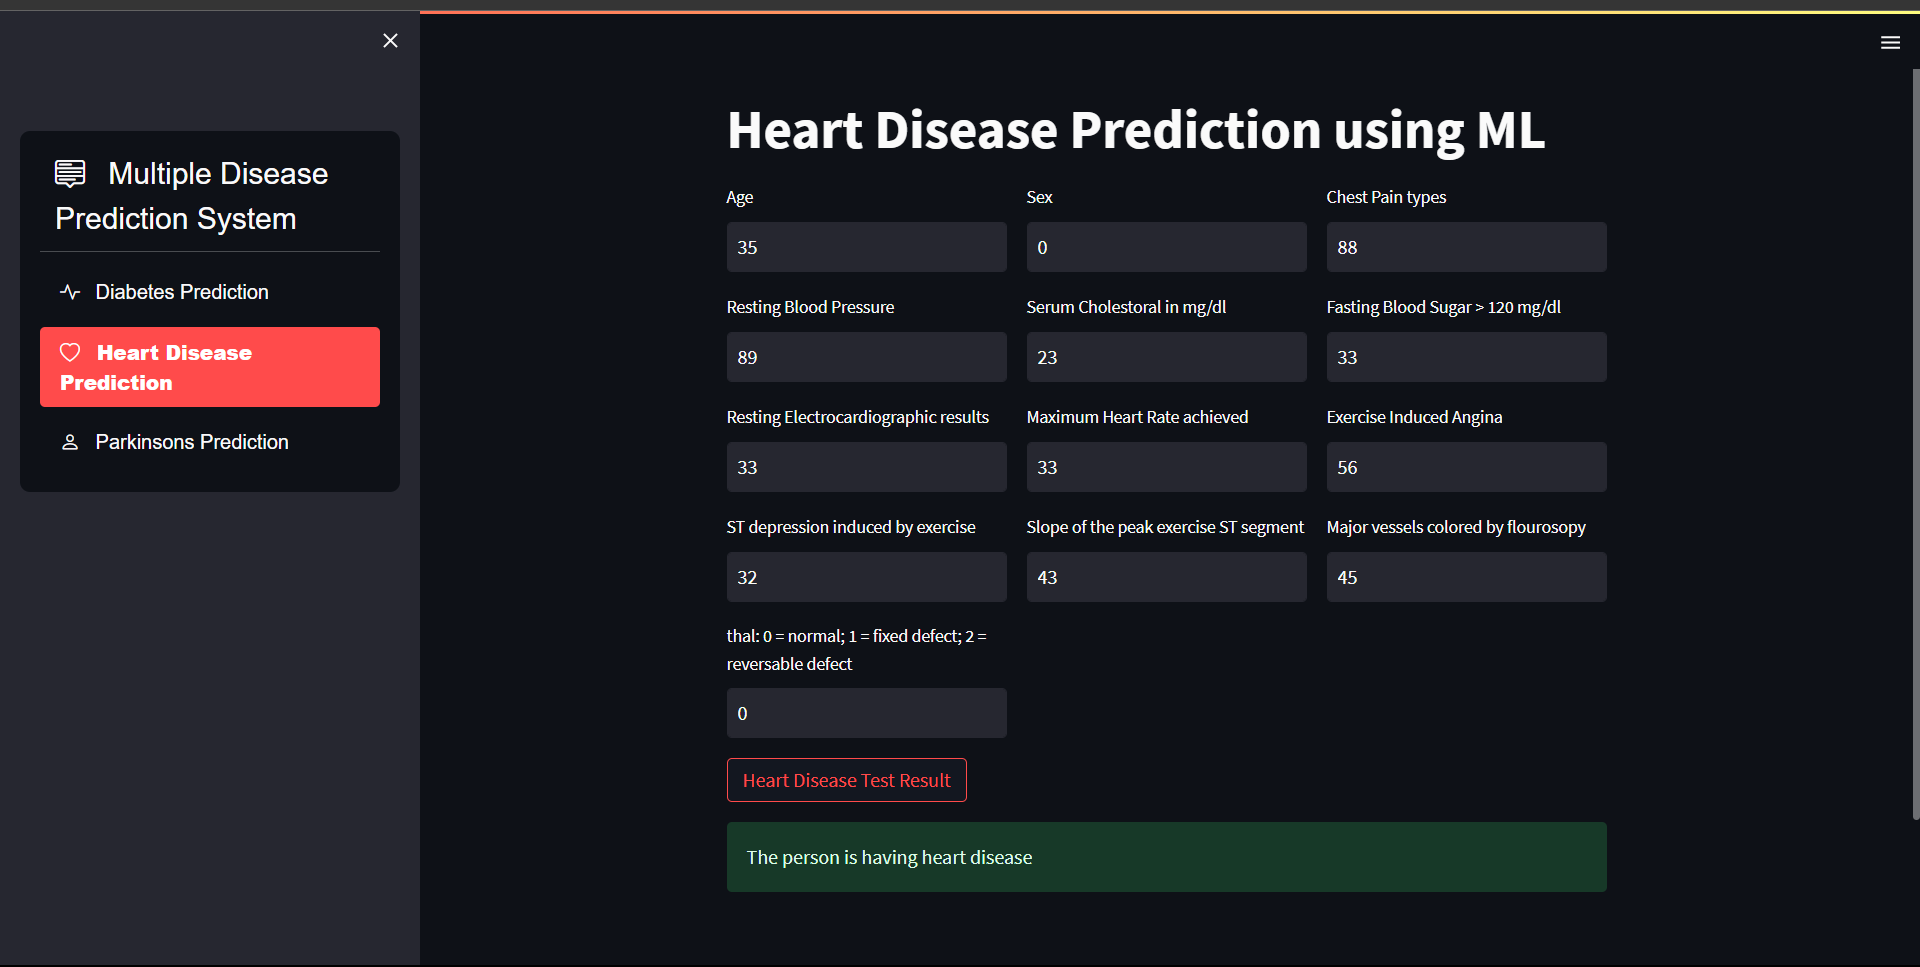 Multiple Disease
Prediction System
Diabetes Prediction
Heart Disease
Prediction
Parkinsons Prediction
Heart Disease Prediction using ML
Age
35
Sex
0
Chest Pain types
88
Resting Blood Pressure
89
Serum Cholestoral in mg/dl
23
Fasting Blood Sugar > 120 mg/dl
33
Resting Electrocardiographic results
33
Maximum Heart Rate achieved
33
Exercise Induced Angina
56
ST depression induced by exercise
32
Slope of the peak exercise ST segment
43
Major vessels colored by flourosopy
45
thal: 0 = normal; 1 = fixed defect; 2 =
reversable defect
0
Heart Disease Test Result
The person is having heart disease